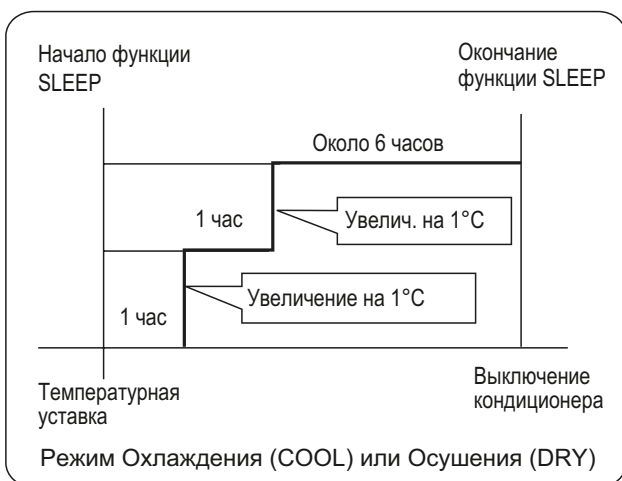 Начало функции
SLEEP
Окончание
функции SLEEP
Около 6 часов
1 час
Увелич. на 1°C
1 час
Увеличение на 1°C
Температурная
уставка
Выключение
кондиционера
Режим Охлаждения (COOL) или Осушения (DRY)